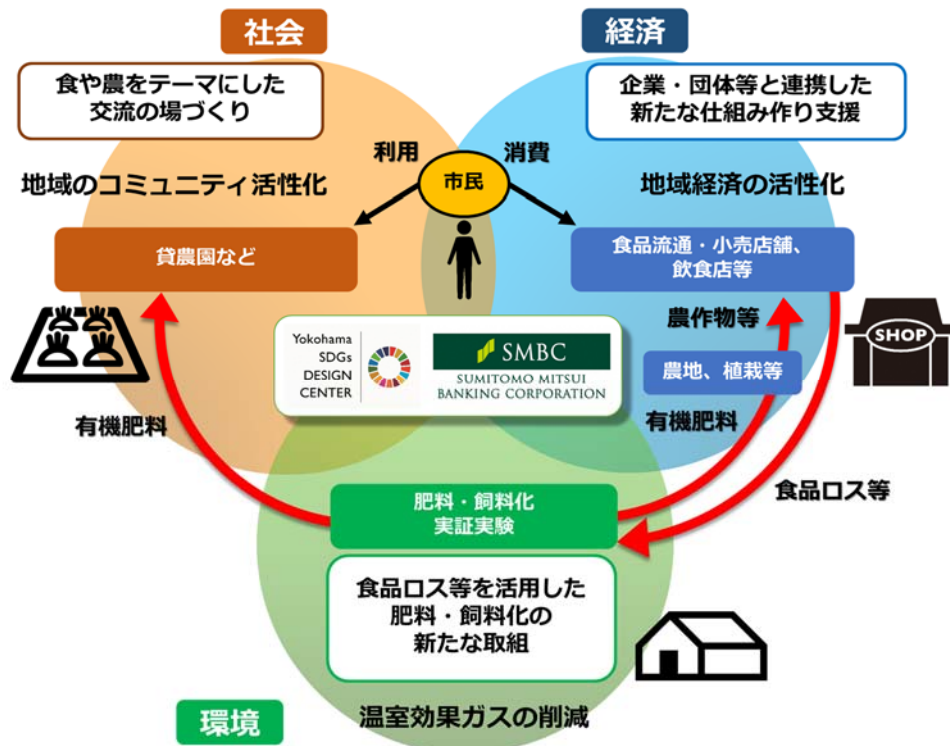 社会
経済
食や農をテーマにした
交流の場づくり
企業・団体等と連携した
新たな仕組み作り支援
利用
消費
市民
地域のコミュニティ活性化
地域経済の活性化
貸農園など
食品流通・小売店舗、
飲食店等
農作物等
SHOP
Yokohama
SDGs
DESIGN
CENTER
SMBC
SUMITOMO MITSUI
BANKING CORPORATION
農地、植栽等
有機肥料
有機肥料
食品ロス等
肥料・飼料化
実証実験
食品ロス等を活用した
肥料・飼料化の
新たな取組
環境
温室効果ガスの削減